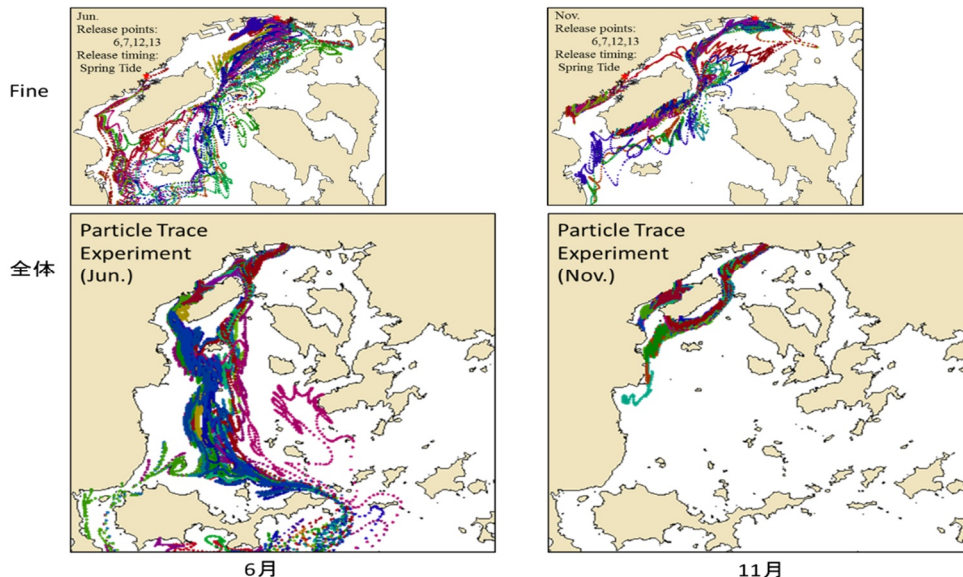 Jun.
Release points:
6,7,12,13
Release timing:
Spring Tide
Nov.
Release points:
6,7,12,13
Release timing:
Spring Tide
Fine
Particle Trace
Experiment
(Jun.)
Particle Trace
Experiment
(Nov.)
全体
6月
11月